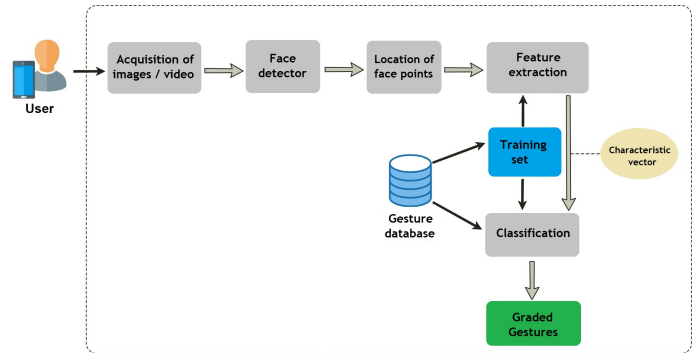 User
Acquisition of
images / video
Face
detector
Location of
face points
Feature
extraction
Training
set
Characteristic
vector
Gesture
database
Classification
Graded
Gestures